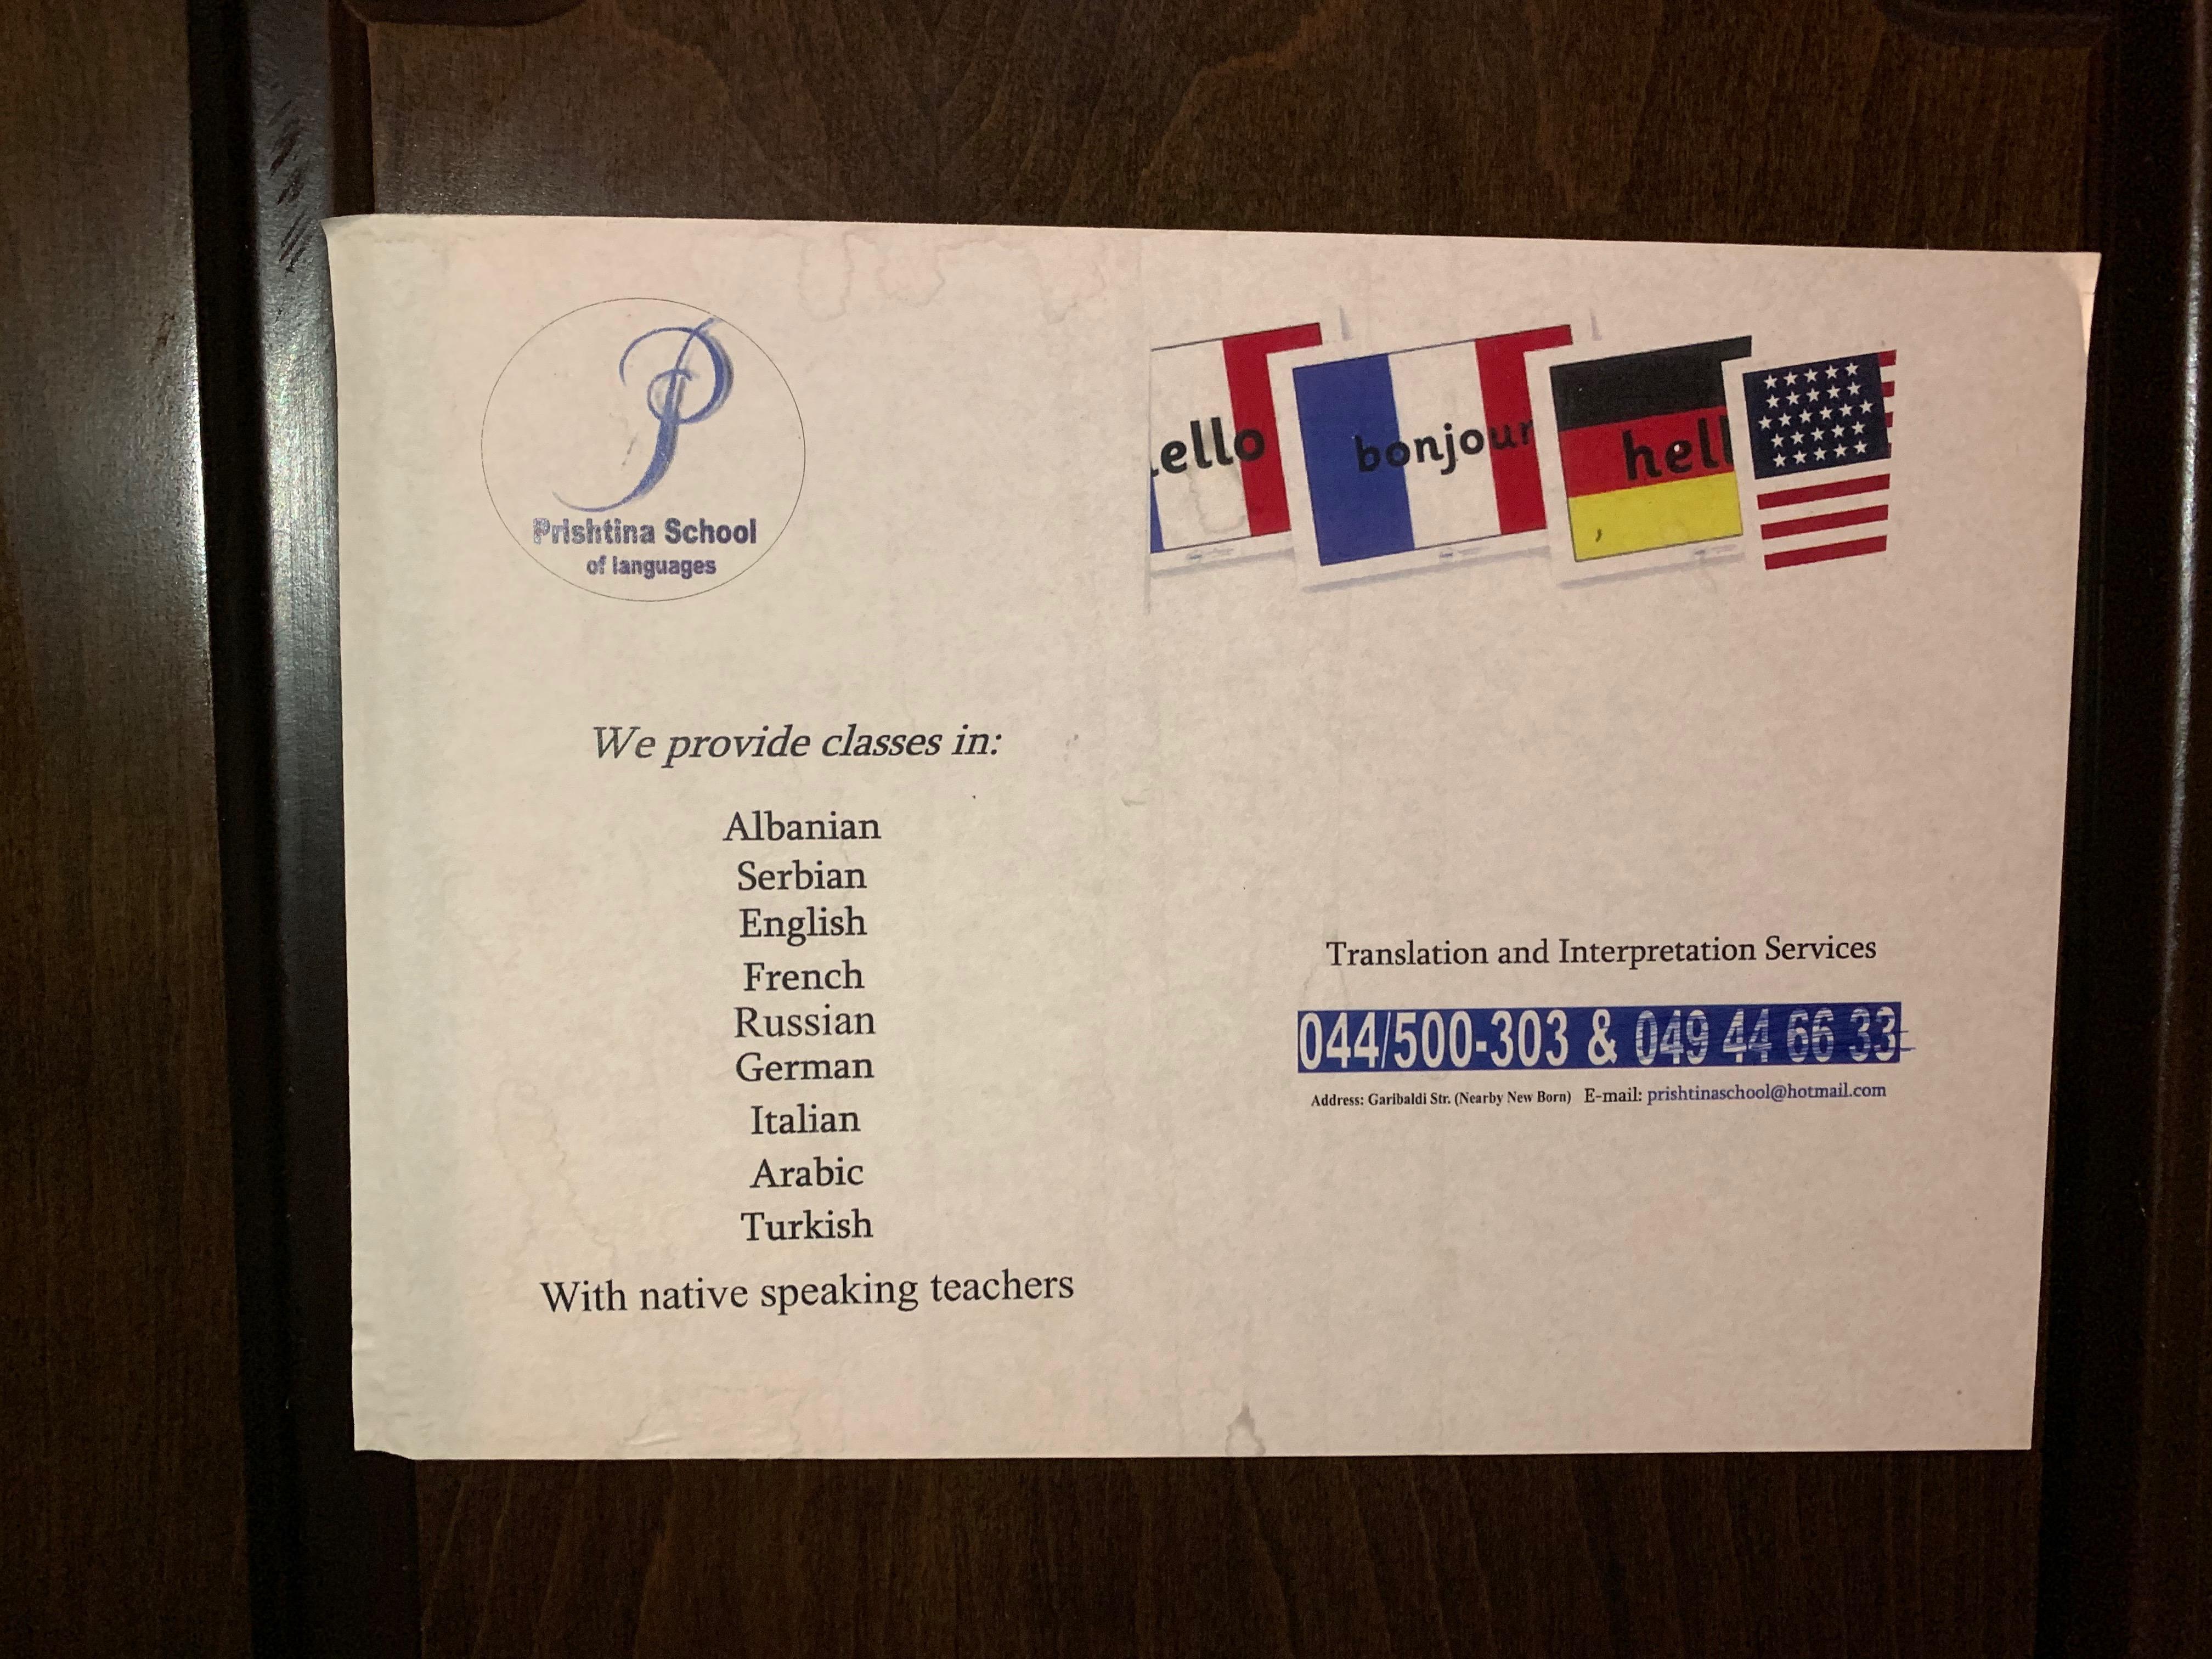 Prishtina School
of languages
ello
bonjour
hell
We provide classes in:
Albanian
Serbian
English
French
Russian
German
Italian
Arabic
Turkish
With native speaking teachers
Translation and Interpretation Services
044/500-303 & 049 44 66 33
Address: Garibaldi Str. (Nearby New Born) E-mail: prishtinaschool@hotmail.com